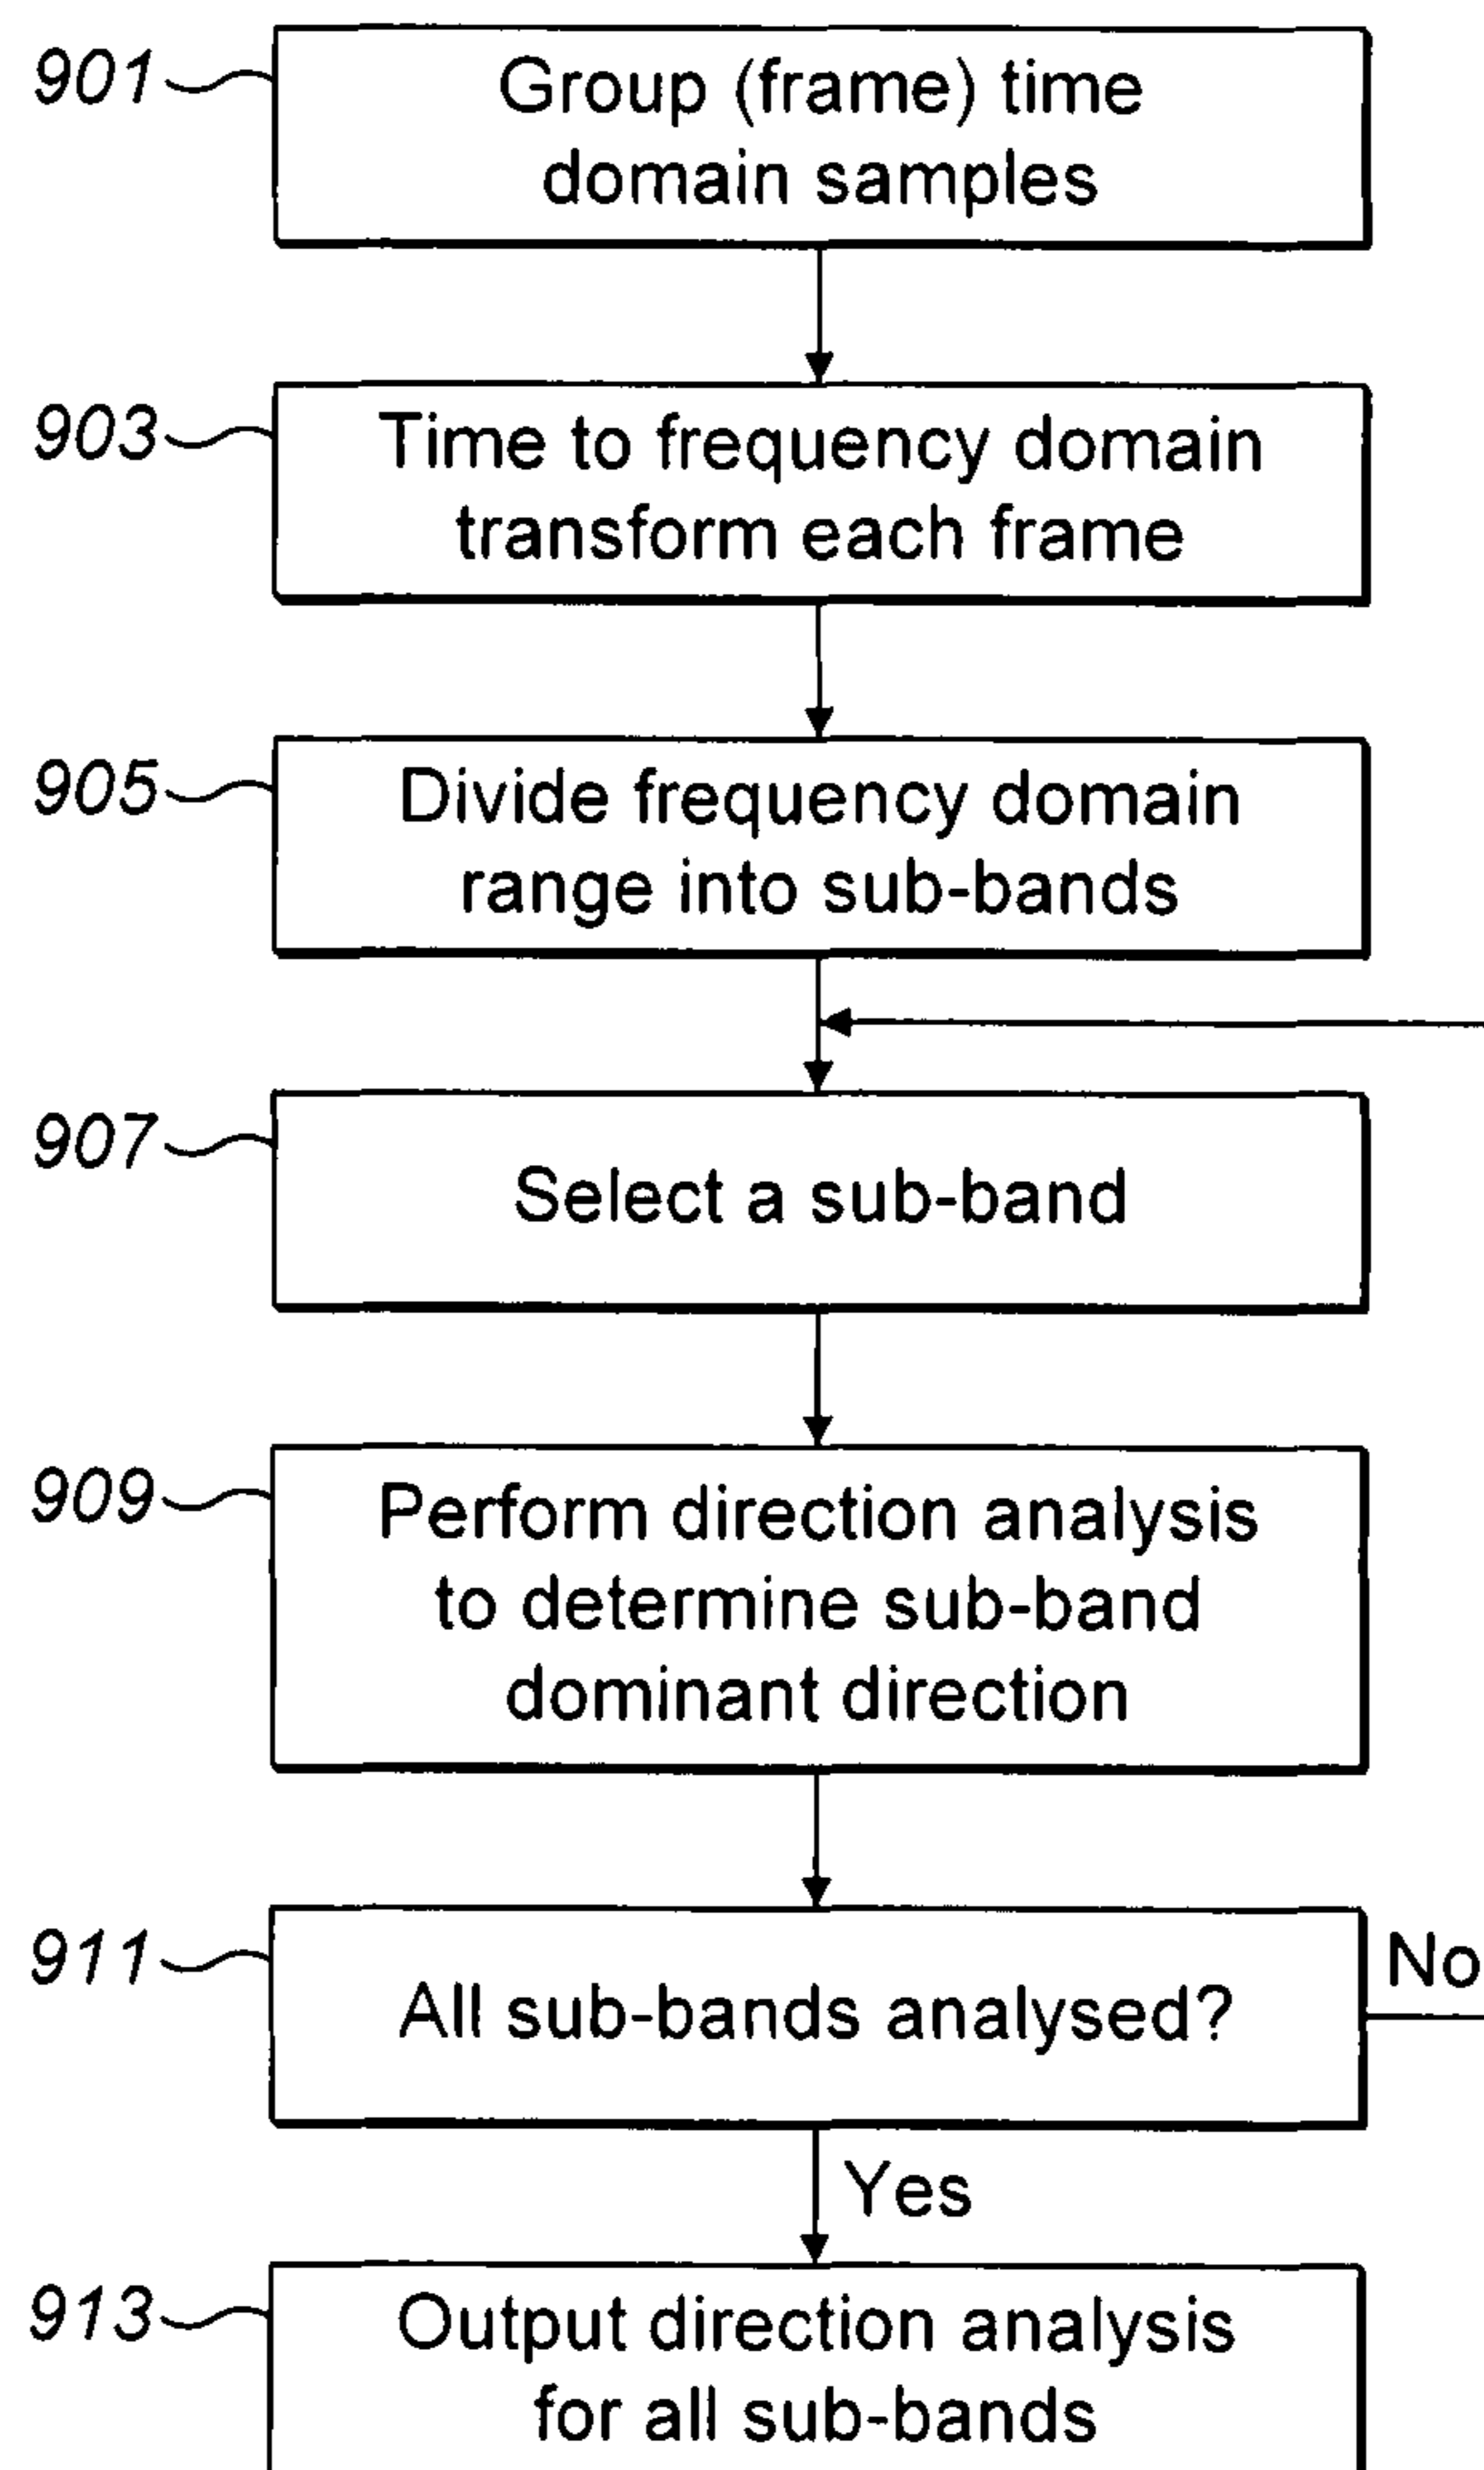 901
Group (frame) time
domain samples
903
Time to frequency domain
transform each frame
905
Divide frequency domain
range into sub-bands
907
Select a sub-band
909
Perform direction analysis
to determine sub-band
dominant direction
911
All sub-bands analysed?
No
Yes
913
Output direction analysis
for all sub-bands